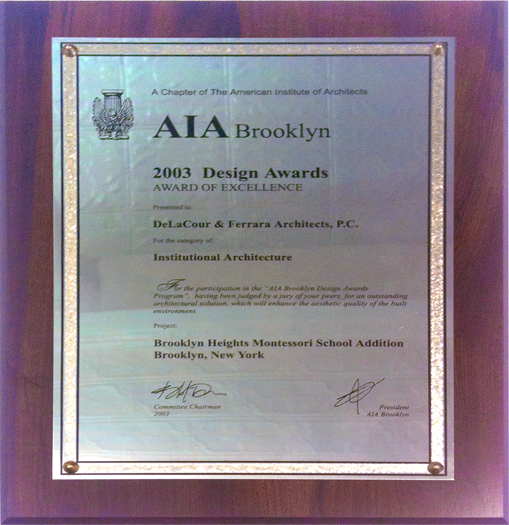 A Chapter of The American Institute of Architects
AIA Brooklyn
2003 Design Awards
AWARD OF EXCELLENCE
Presented to:
DeLaCour & Ferrara Architects, P.C.
For the category of:
Institutional Architecture
For the participation in the "AIA Brooklyn Design Awards
Program", having been judged by a jury of your peers, for an outstanding
architectural solution, which will enhance the aesthetic quality of the built
environment.
Project:
Brooklyn Heights Montessori School Addition
Brooklyn, New York
Committee Chairman
2003
President
AIA Brooklyn